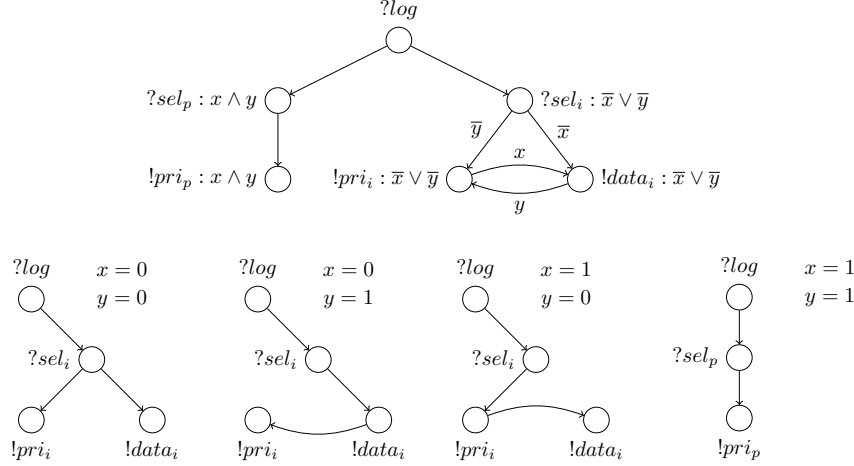 ?log
?sel_p : x ∧ y
?sel_i : x̅ ∨ y̅
y̅
x̅
x
!pri_p : x ∧ y
!pri_i : x̅ ∨ y̅
!data_i : x̅ ∨ y̅
y
?log x = 0 ?log x = 0 ?log x = 1 ?log x = 1
y = 0 y = 1 y = 0 y = 1
?sel_i ?sel_i ?sel_i ?sel_p
!pri_i !data_i !pri_i !data_i !pri_i !data_i !pri_p